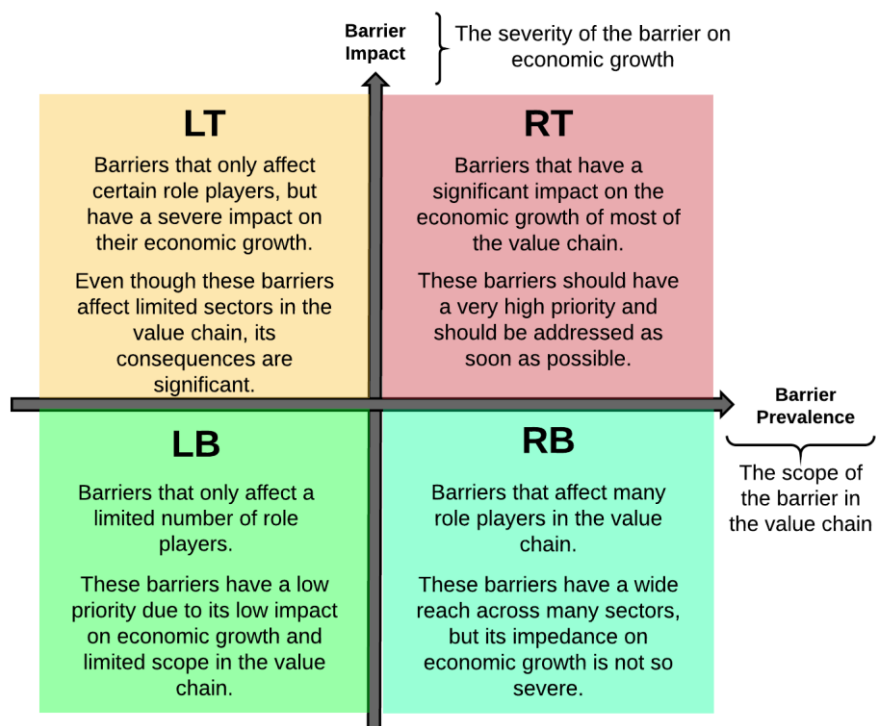 Barrier
Impact
The severity of the barrier on
economic growth
LT
Barriers that only affect
certain role players, but
have a severe impact on
their economic growth.
Even though these barriers
affect limited sectors in the
value chain, its
consequences are
significant.
RT
Barriers that have a
significant impact on the
economic growth of most of
the value chain.
These barriers should have
a very high priority and
should be addressed as
soon as possible.
Barrier
Prevalence
The scope of
the barrier in
the value chain
LB
Barriers that only affect a
limited number of role
players.
These barriers have a low
priority due to its low impact
on economic growth and
limited scope in the value
chain.
RB
Barriers that affect many
role players in the value
chain.
These barriers have a wide
reach across many sectors,
but its impedance on
economic growth is not so
severe.